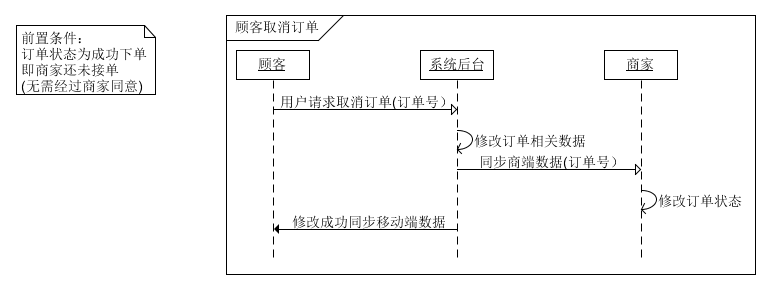 前置条件：
订单状态为成功下单
即商家还未接单
(无需经过商家同意)
顾客取消订单
顾客
系统后台
商家
用户请求取消订单(订单号）
修改订单相关数据
同步商端数据(订单号）
修改订单状态
修改成功同步移动端数据